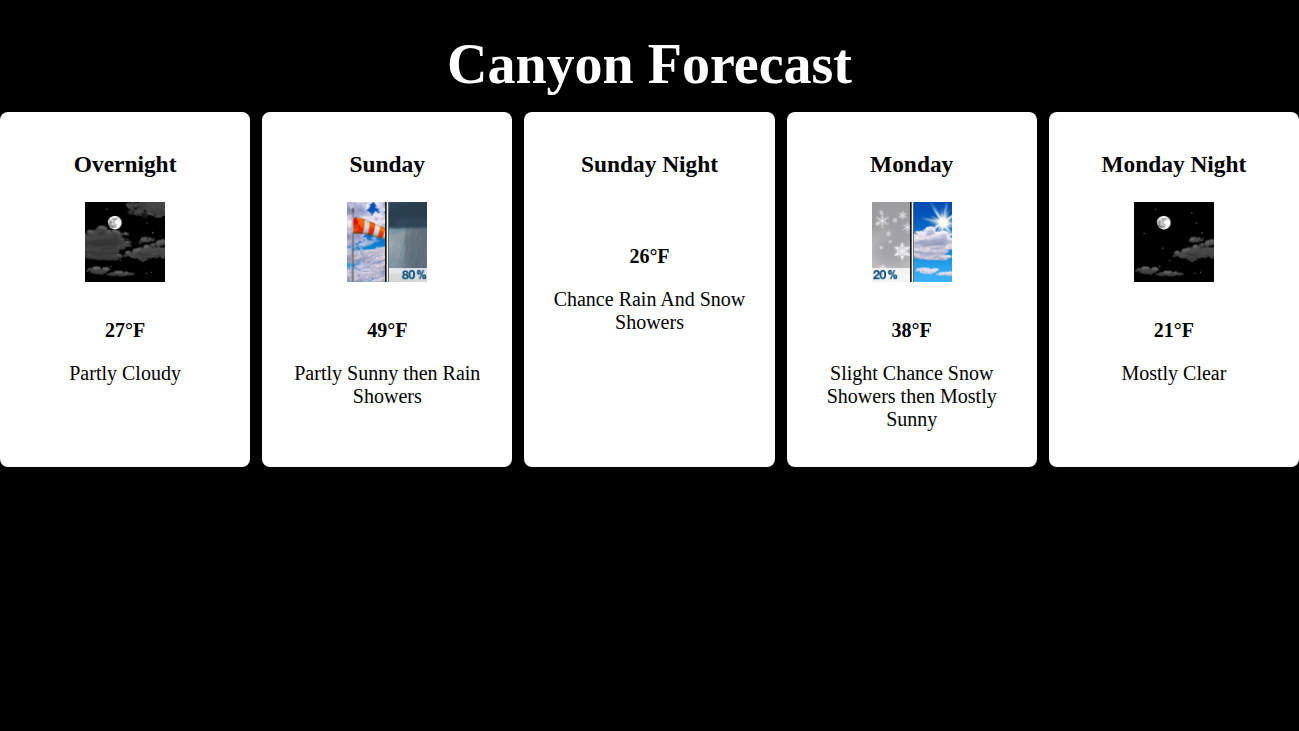 Canyon Forecast
Overnight
27°F
Partly Cloudy
Sunday
80%
49°F
Partly Sunny then Rain
Showers
Sunday Night
26°F
Chance Rain And Snow
Showers
Monday
20%
38°F
Slight Chance Snow
Showers then Mostly
Sunny
Monday Night
21°F
Mostly Clear